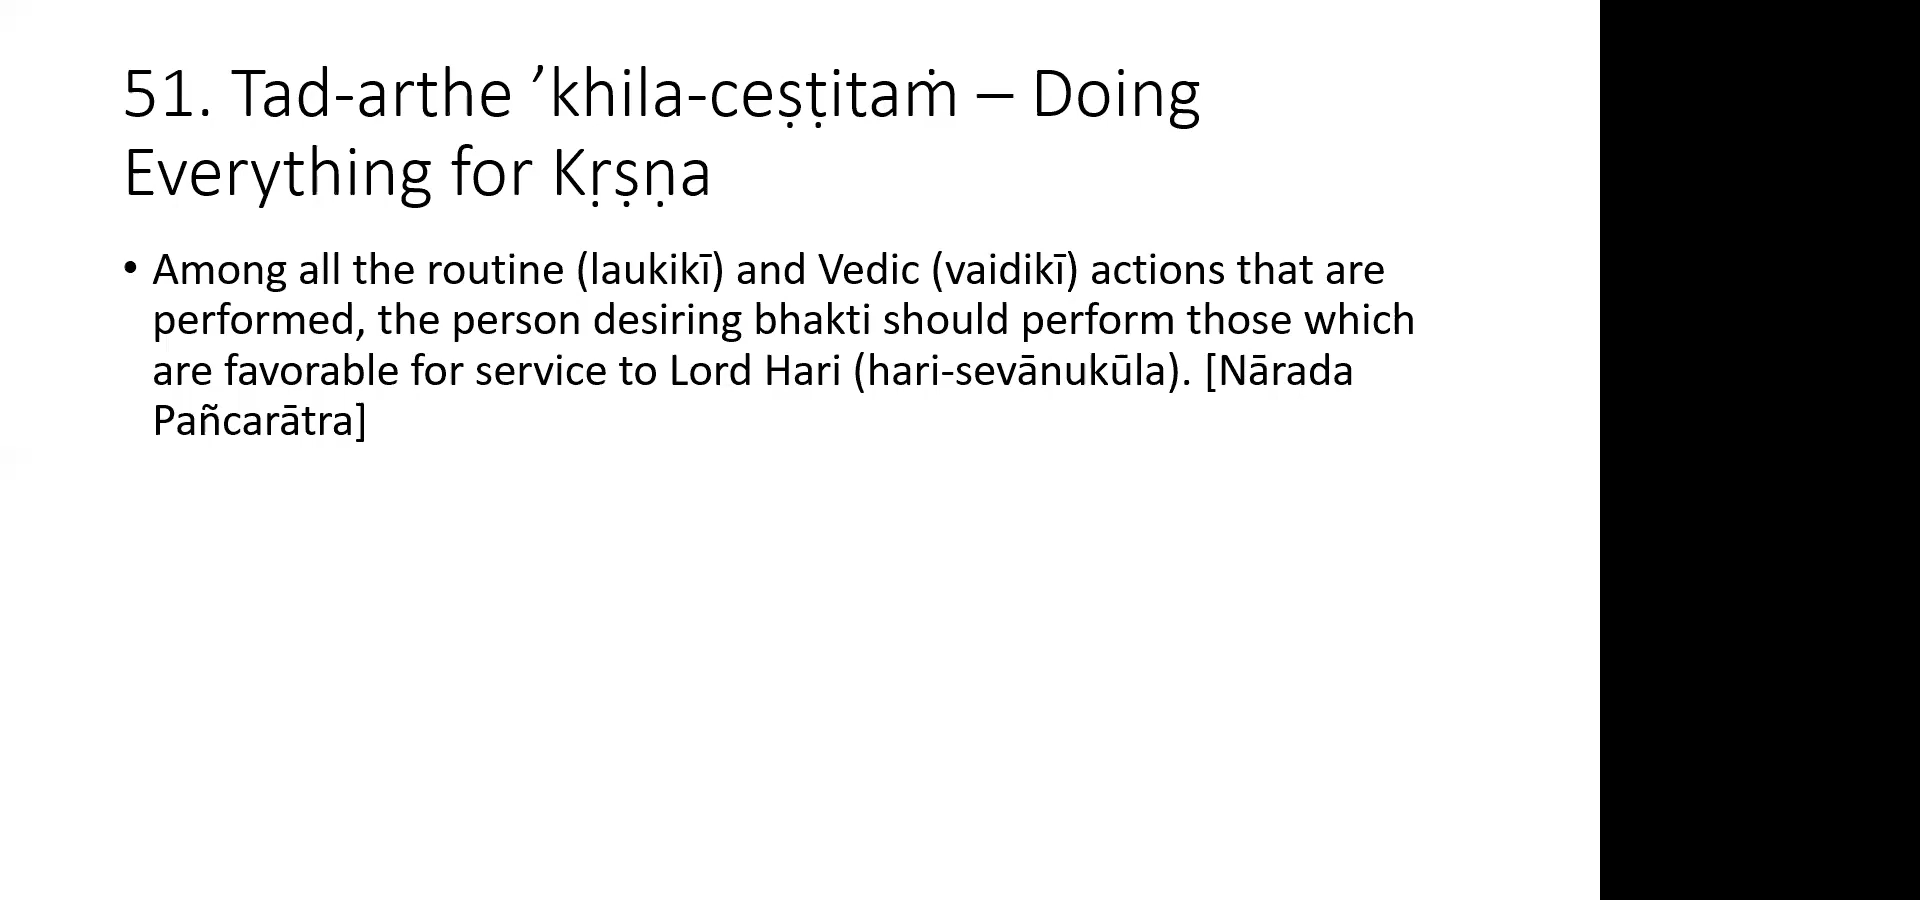 51. Tad-arthe ’khila-ceṣṭitaṁ – Doing
Everything for Kṛṣṇa
• Among all the routine (laukikī) and Vedic (vaidikī) actions that are
performed, the person desiring bhakti should perform those which
are favorable for service to Lord Hari (hari-sevānukūla). [Nārada
Pañcarātra]